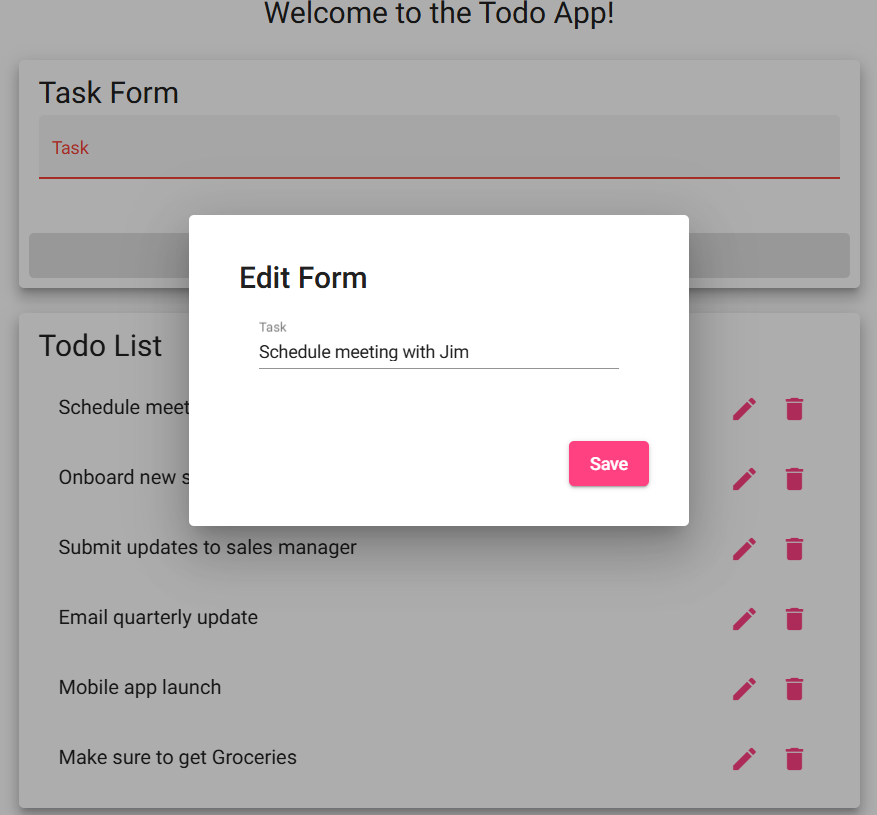 Welcome to the Todo App!
Task Form
Task
Edit Form
Task
Schedule meeting with Jim
Save
Todo List
Schedule
Onboard new
Submit updates to sales manager
Email quarterly update
Mobile app launch
Make sure to get Groceries